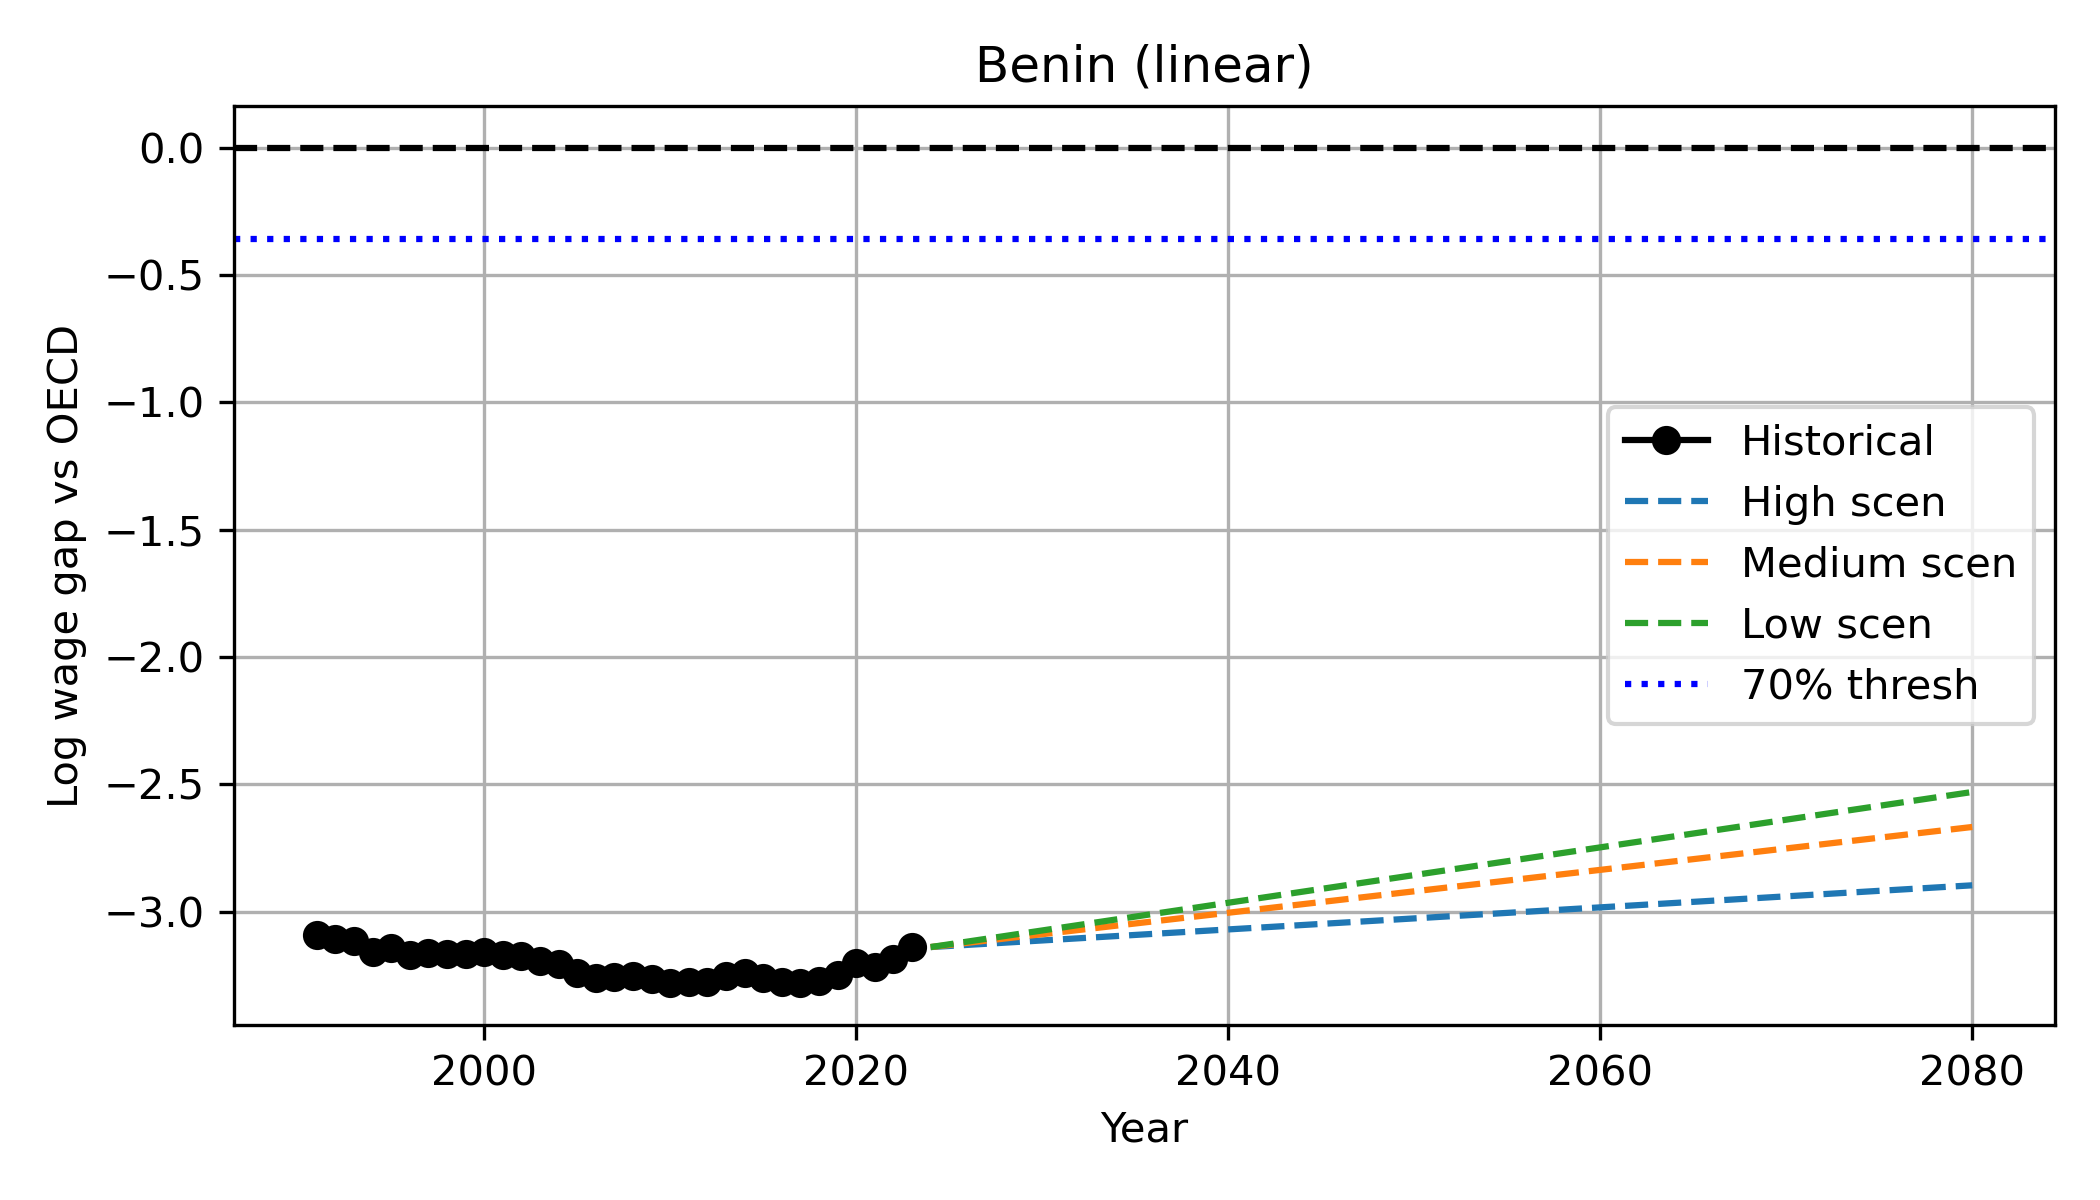 Benin (linear)
0.0
−0.5
−1.0
−1.5
−2.0
−2.5
−3.0
Log wage gap vs OECD
Historical
High scen
Medium scen
Low scen
70% thresh
2000 2020 2040 2060 2080
Year